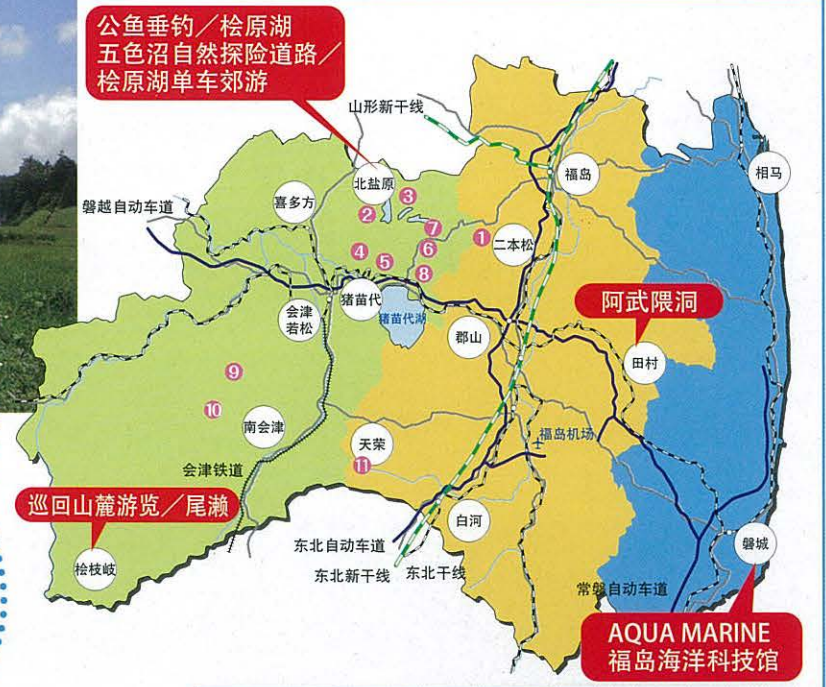 公鱼垂钓／桧原湖
五色沼自然探险道路／
桧原湖单车郊游
山形新干线
福岛
相马
北盐原
3
喜多方
2
磐越自动车道
7
1
二本松
6
4
5
8
猪苗代
会津
若松
猪苗代湖
郡山
阿武隈洞
田村
9
10
南会津
天荣
福岛机场
11
会津铁道
巡回山麓游览／尾濑
白河
东北自动车道
磐城
桧枝岐
东北新干线
东北干线
常磐自动车道
AQUA MARINE
福岛海洋科技馆